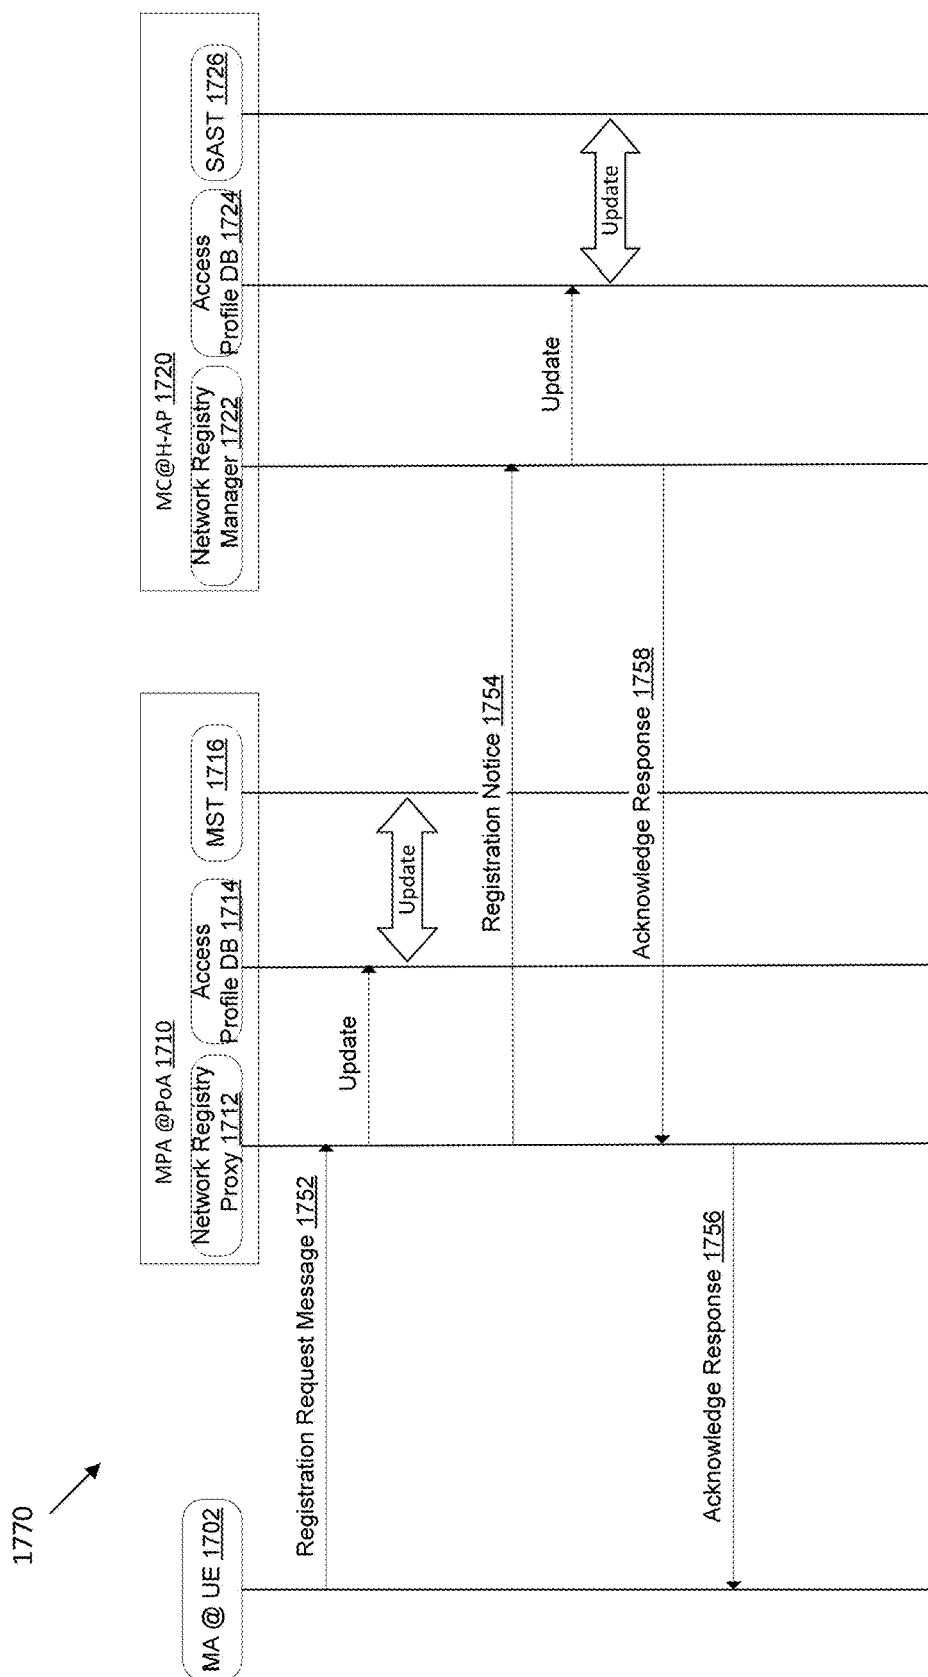 1770
MA @ UE 1702
MPA @PoA 1710
Network Registry
Proxy 1712
Access
Profile DB 1714
MST 1716
MC@H-AP 1720
Network Registry
Manager 1722
Access
Profile DB 1724
SAST 1726
Registration Request Message 1752
Update
Update
Registration Notice 1754
Update
Update
Acknowledge Response 1758
Acknowledge Response 1756